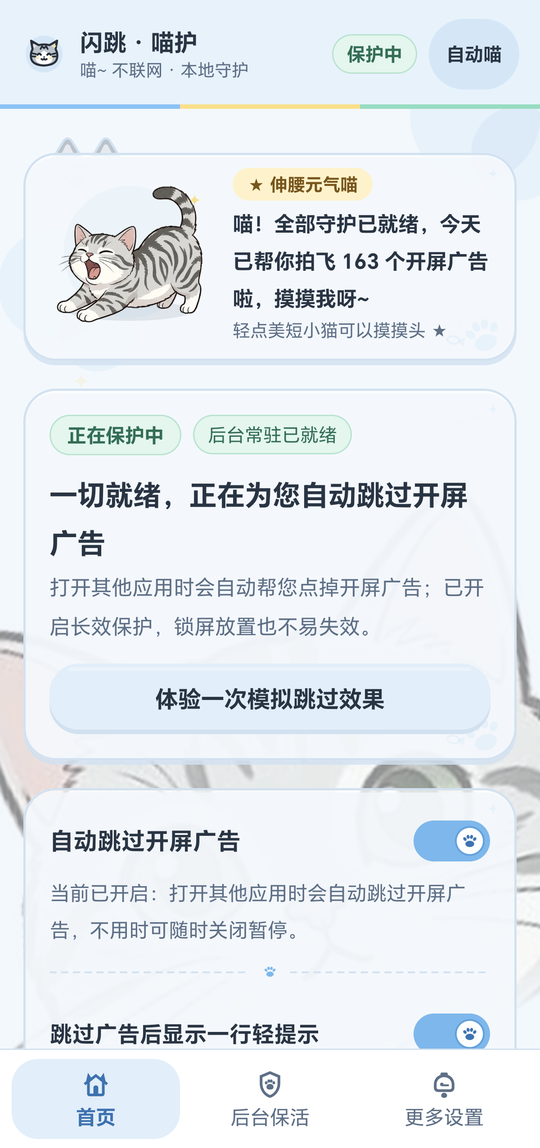 闪跳 · 喵护
喵~ 不联网 · 本地守护
保护中
自动喵
★ 伸腰元气喵
喵！全部守护已就绪，今天
已帮你拍飞 163 个开屏广告
啦，摸摸我呀~
轻点美短小猫可以摸摸头 ★
正在保护中
后台常驻已就绪
一切就绪，正在为您自动跳过开屏
广告
打开其他应用时会自动帮您点掉开屏广告；已开
启长效保护，锁屏放置也不易失效。
体验一次模拟跳过效果
自动跳过开屏广告
当前已开启：打开其他应用时会自动跳过开屏广
告，不用时可随时关闭暂停。
跳过广告后显示一行轻提示
首页
后台保活
更多设置